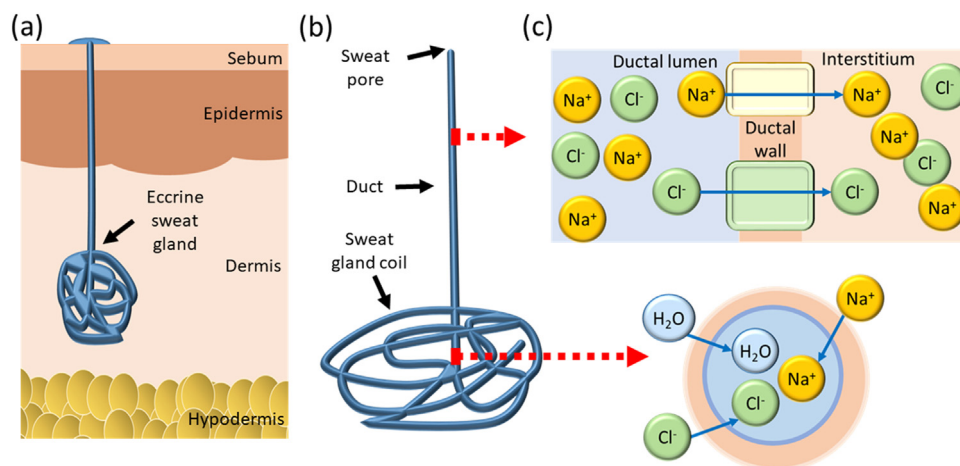 (a)
Sebum
Epidermis
Eccrine
sweat
gland
Dermis
Hypodermis
(b)
Sweat
pore
Duct
Sweat
gland coil
(c)
Ductal lumen
Interstitium
Na⁺
Cl⁻
Na⁺
Na⁺
Cl⁻
Na⁺
Cl⁻
Na⁺
Ductal
wall
Cl⁻
Na⁺
Cl⁻
Cl⁻
Na⁺
Na⁺
H₂O
Na⁺
H₂O
Na⁺
Cl⁻
Cl⁻